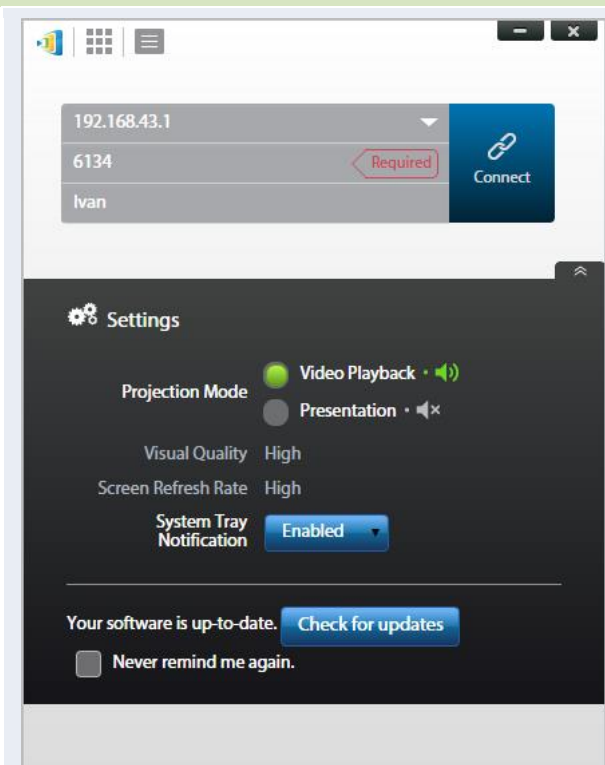 192.168.43.1
6134 Required
Ivan
Connect
Settings
Projection Mode
Video Playback
Presentation
Visual Quality High
Screen Refresh Rate High
System Tray
Notification
Enabled
Your software is up-to-date. Check for updates
Never remind me again.